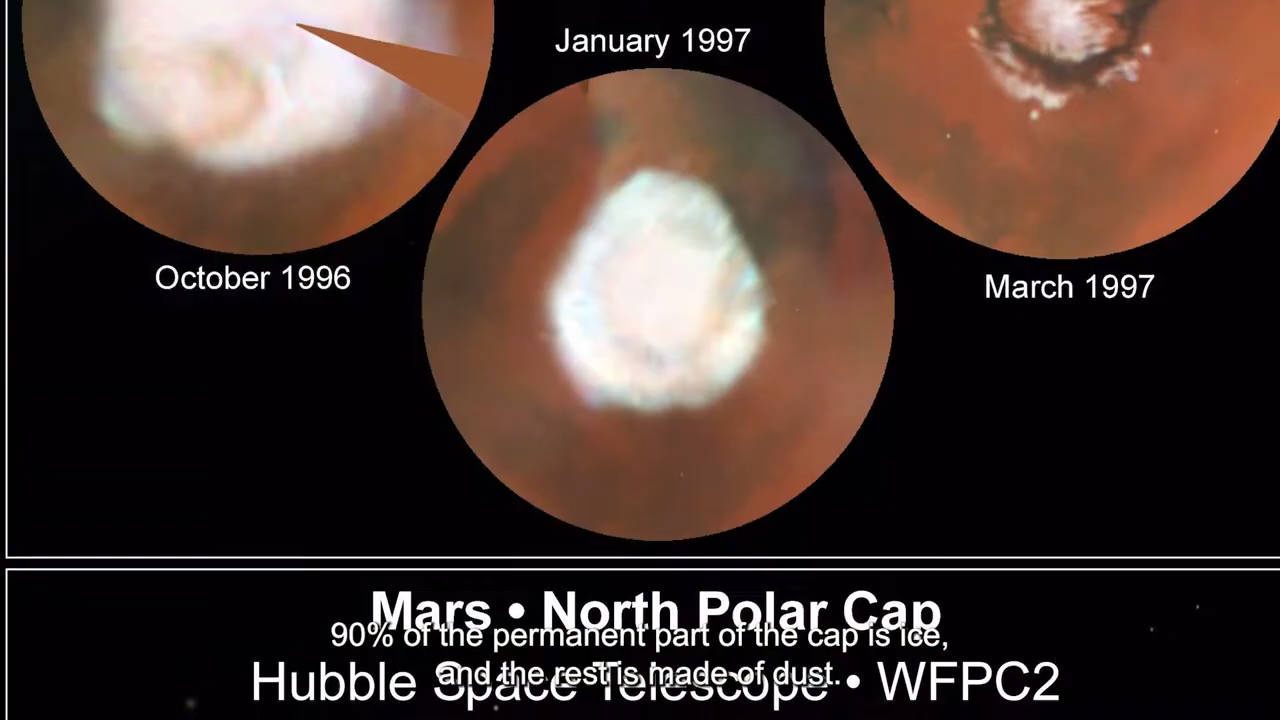 January 1997
October 1996
March 1997
Mars • North Polar Cap
90% of the permanent part of the cap is ice,
and the rest is made of dust.
Hubble Space Telescope • WFPC2